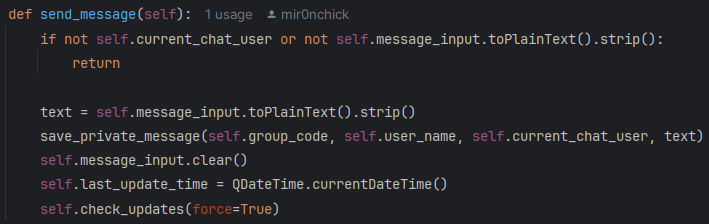 def send_message(self): 1 usage mir0nchick
if not self.current_chat_user or not self.message_input.toPlainText().strip():
return
text = self.message_input.toPlainText().strip()
save_private_message(self.group_code, self.user_name, self.current_chat_user, text)
self.message_input.clear()
self.last_update_time = QDateTime.currentDateTime()
self.check_updates(force=True)